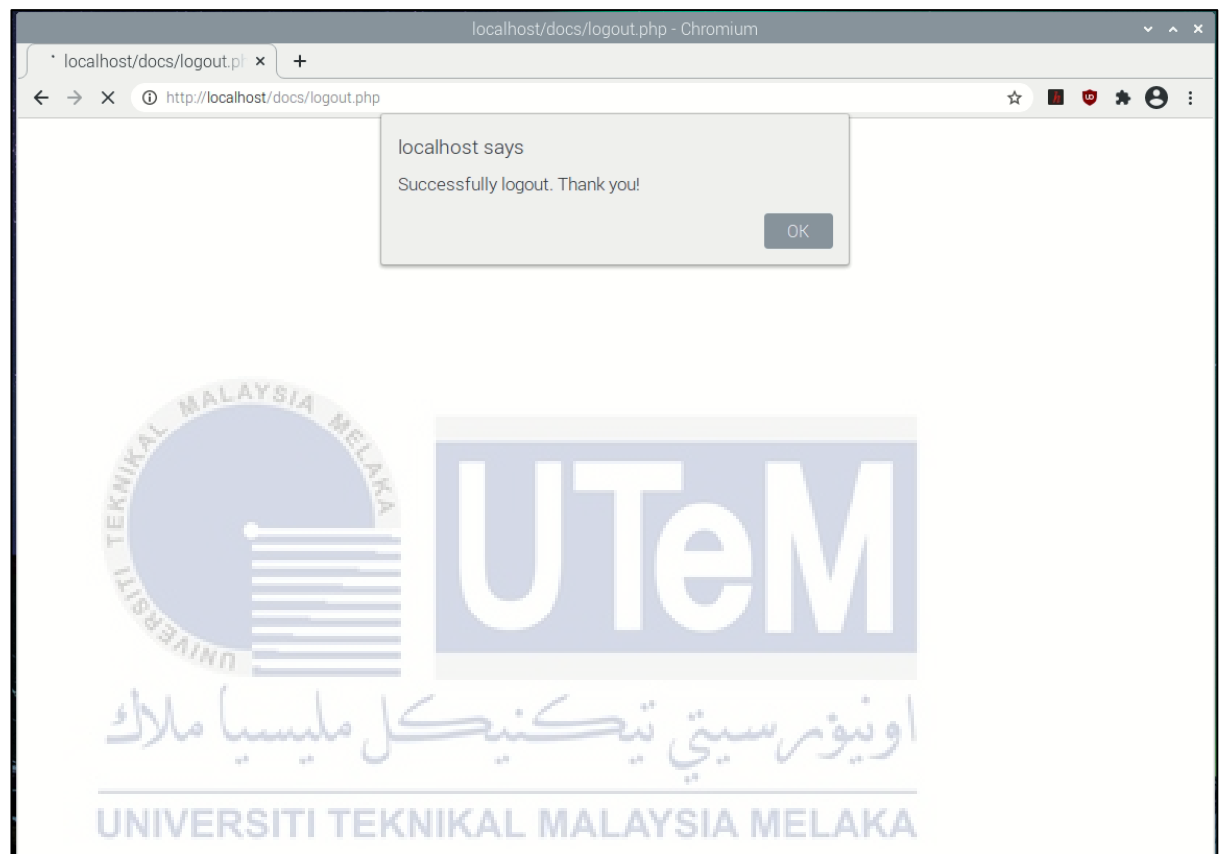 localhost/docs/logout.php - Chromium
localhost/docs/logout.ph
http://localhost/docs/logout.php
localhost says
Successfully logout. Thank you!
OK
UNIVERSITI TEKNIKAL MALAYSIA MELAKA
UTeM
اونيۏرسيتي تيكنيكل مليسيا ملاك
UNIVERSITI TEKNIKAL MALAYSIA MELAKA